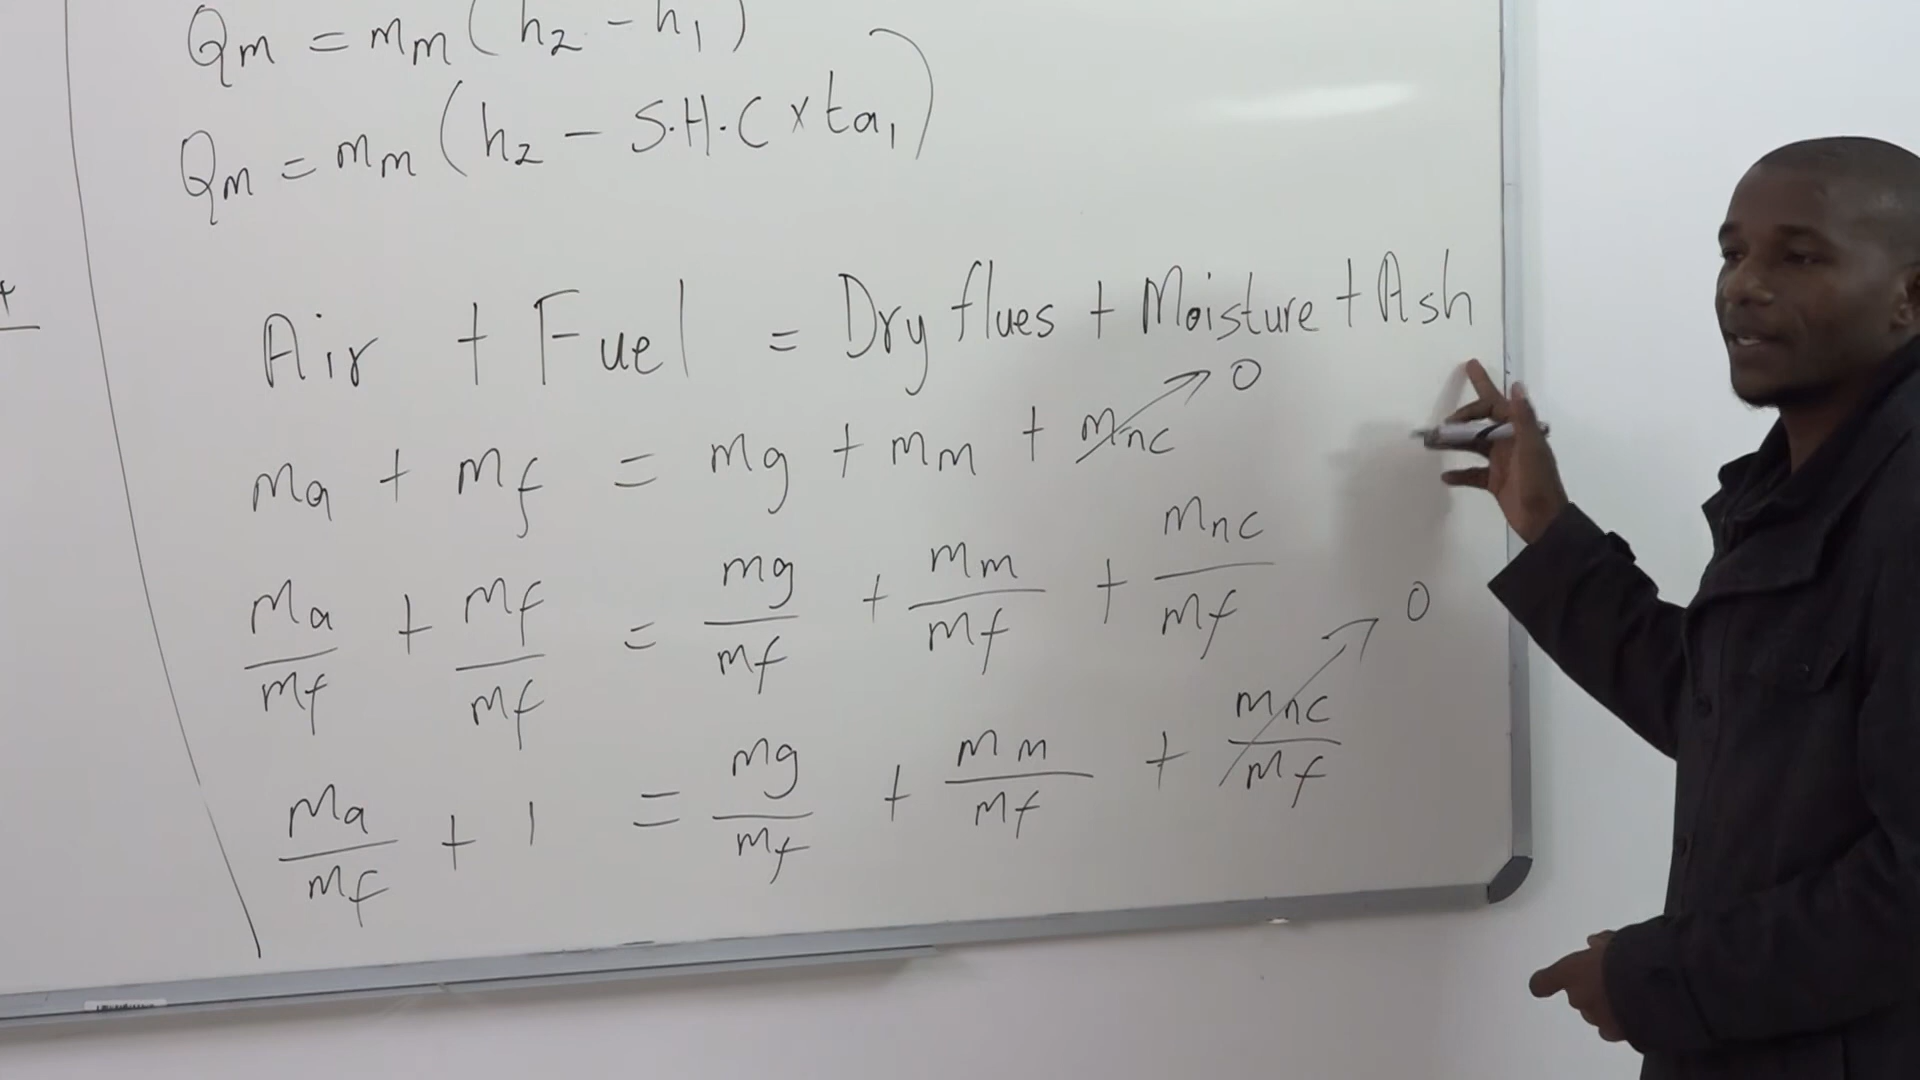 Qm = mm (h2 - h1)
Qm = mm (h2 - S.H.C x ta1)
Air + Fuel = Dry flues + Moisture + Ash
ma + mf = mg + mm + mnc → 0
ma/mf + mf/mf = mg/mf + mm/mf + mnc/mf
ma/mf + 1 = mg/mf + mm/mf + mnc/mf → 0